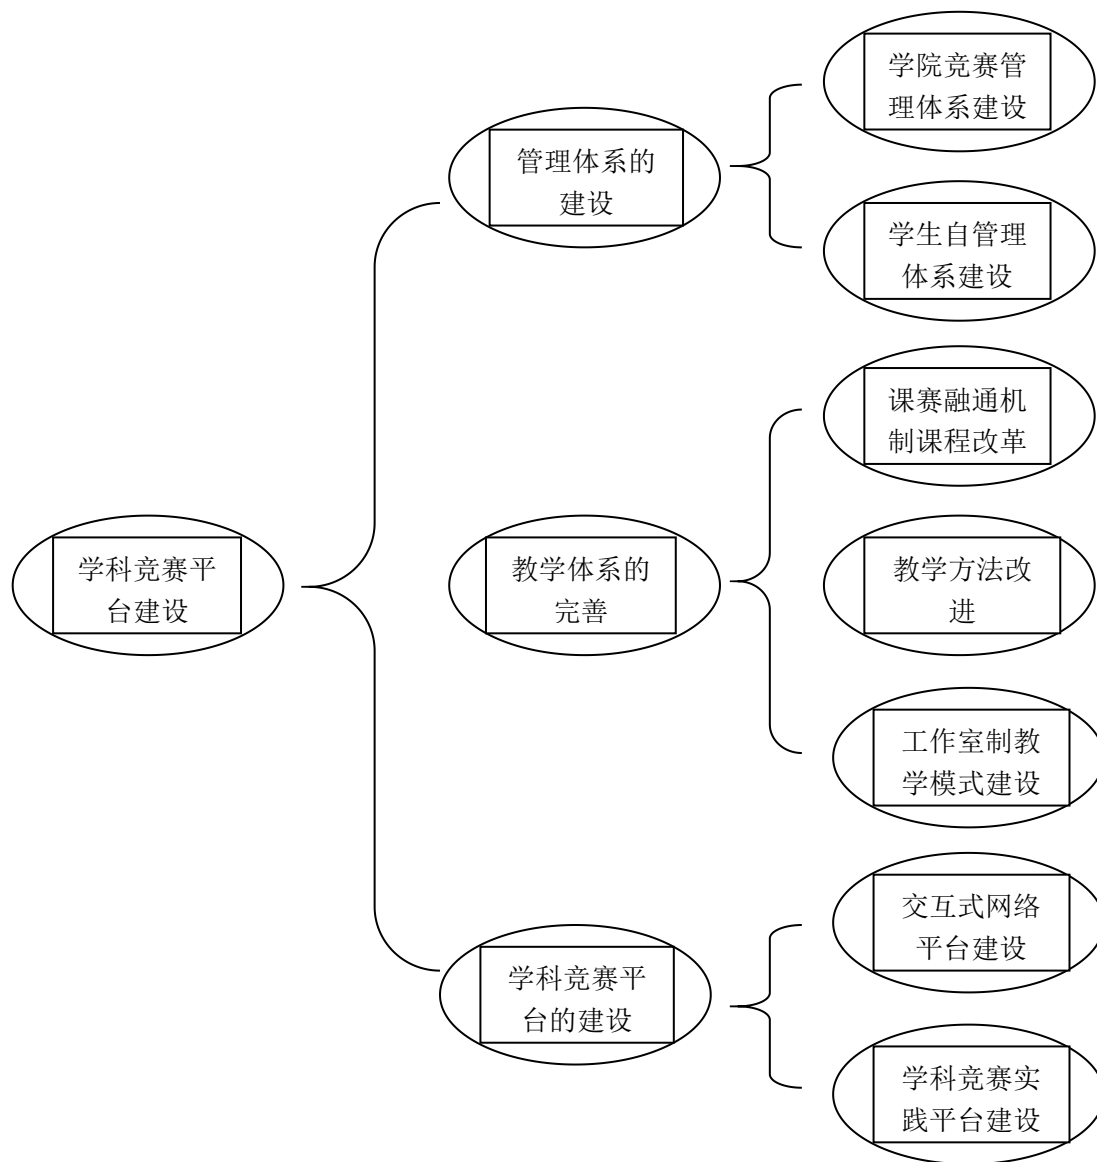 学科竞赛平
台建设
管理体系的
建设
学院竞赛管
理体系建设
学生自管理
体系建设
教学体系的
完善
课赛融通机
制课程改革
教学方法改
进
工作室制教
学模式建设
学科竞赛平
台的建设
交互式网络
平台建设
学科竞赛实
践平台建设